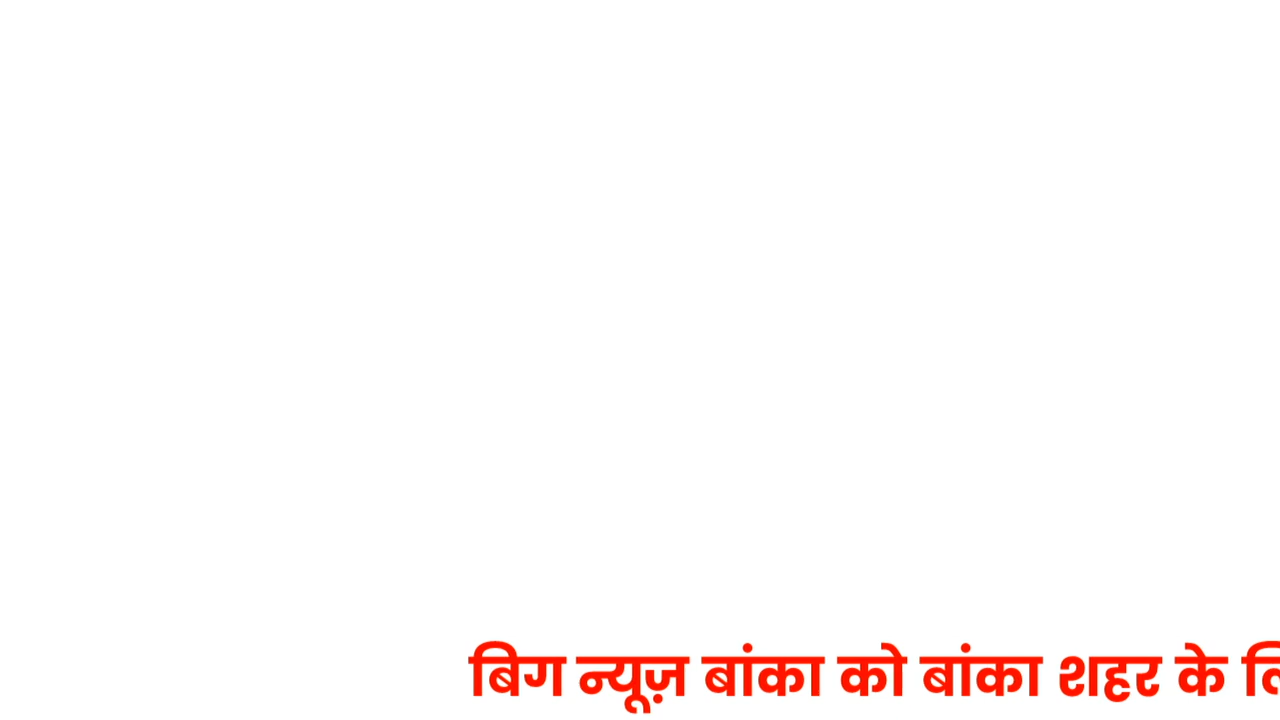 बिग न्यूज़ बांका को बांका शहर के